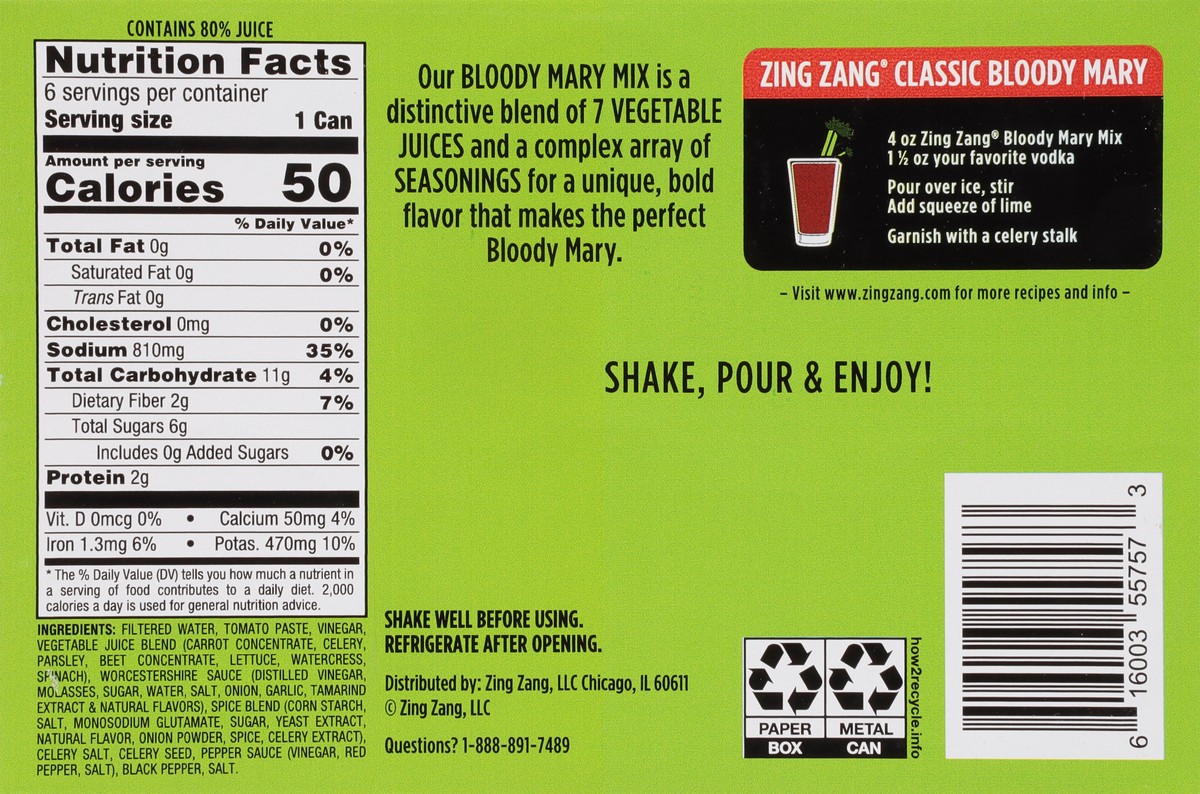 CONTAINS 80% JUICE
Nutrition Facts
6 servings per container
Serving size 1 Can
Amount per serving
Calories 50
% Daily Value*
Total Fat 0g 0%
Saturated Fat 0g 0%
Trans Fat 0g
Cholesterol 0mg 0%
Sodium 810mg 35%
Total Carbohydrate 11g 4%
Dietary Fiber 2g 7%
Total Sugars 6g
Includes 0g Added Sugars 0%
Protein 2g
Vit. D 0mcg 0% • Calcium 50mg 4%
Iron 1.3mg 6% • Potas. 470mg 10%
* The % Daily Value (DV) tells you how much a nutrient in
a serving of food contributes to a daily diet. 2,000
calories a day is used for general nutrition advice.
INGREDIENTS: FILTERED WATER, TOMATO PASTE, VINEGAR,
VEGETABLE JUICE BLEND (CARROT CONCENTRATE, CELERY,
PARSLEY, BEET CONCENTRATE, LETTUCE, WATERCRESS,
SPINACH), WORCESTERSHIRE SAUCE (DISTILLED VINEGAR,
MOLASSES, SUGAR, WATER, SALT, ONION, GARLIC, TAMARIND
EXTRACT & NATURAL FLAVORS), SPICE BLEND (CORN STARCH,
SALT, MONOSODIUM GLUTAMATE, SUGAR, YEAST EXTRACT,
NATURAL FLAVOR, ONION POWDER, SPICE, CELERY EXTRACT),
CELERY SALT, CELERY SEED, PEPPER SAUCE (VINEGAR, RED
PEPPER, SALT), BLACK PEPPER, SALT.
Our BLOODY MARY MIX is a
distinctive blend of 7 VEGETABLE
JUICES and a complex array of
SEASONINGS for a unique, bold
flavor that makes the perfect
Bloody Mary.
ZING ZANG® CLASSIC BLOODY MARY
4 oz Zing Zang® Bloody Mary Mix
1 ½ oz your favorite vodka
Pour over ice, stir
Add squeeze of lime
Garnish with a celery stalk
– Visit www.zingzang.com for more recipes and info –
SHAKE, POUR & ENJOY!
SHAKE WELL BEFORE USING.
REFRIGERATE AFTER OPENING.
Distributed by: Zing Zang, LLC Chicago, IL 60611
© Zing Zang, LLC
Questions? 1-888-891-7489
PAPER METAL
BOX CAN
how2recycle.info
6 16003 55757 3